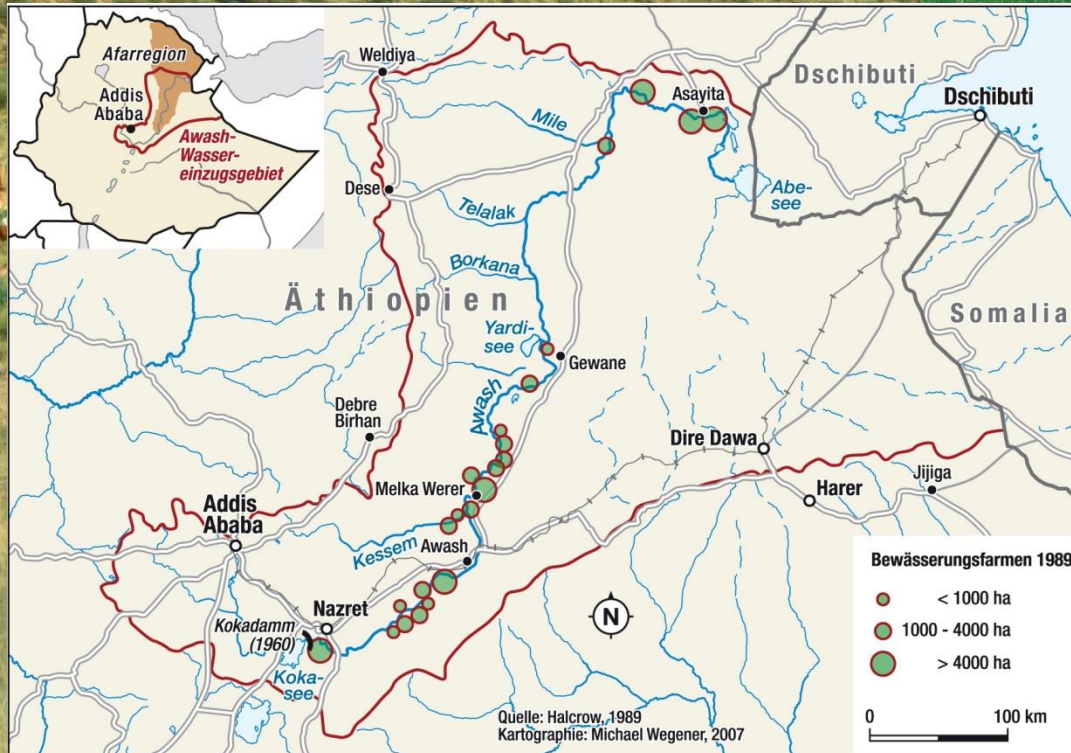 Afarregion
Addis
Ababa
Awash-
Wasser-
einzugsgebiet
Weldiya
Mile
Asayita
Dschibuti
Dschibuti
Dese
Abe-
see
Telalak
Borkana
Äthiopien
Somalia
Yardi-
see
Gewane
Awash
Debre
Birhan
Dire Dawa
Melka Werer
Jijiga
Harer
Addis
Ababa
Kessem
Awash
Nazret
Kokadamm
(1960)
Koka-
see
N
Bewässerungsfarmen 1989
< 1000 ha
1000 - 4000 ha
> 4000 ha
0 100 km
Quelle: Halcrow, 1989
Kartographie: Michael Wegener, 2007